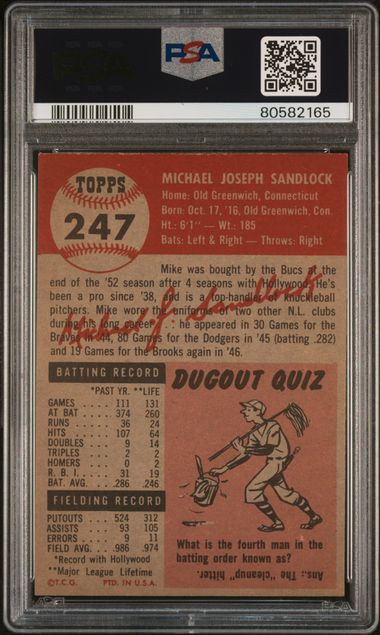 PSA
80582165
TOPPS
247
MICHAEL JOSEPH SANDLOCK
Home: Old Greenwich, Connecticut
Born: Oct. 17, '16, Old Greenwich, Con.
Ht.: 6'1" — Wt.: 185
Bats: Left & Right — Throws: Right
Mike was bought by the Bucs at the
end of the '52 season after 4 seasons with Hollywood. He's
been a pro since '38, and is a top-hander of knuckleball
pitchers. Mike wore the uniforms of two other N.L. clubs
during his long career . . : he appeared in 30 Games for the
Braves in '44, 80 Games for the Dodgers in '45 (batting .282)
and 19 Games for the Brooks again in '46.
Michael J. Sandlock
BATTING RECORD
*PAST YR. **LIFE
GAMES . . . . 111 131
AT BAT . . . . 374 260
RUNS . . . . 36 24
HITS . . . . 107 64
DOUBLES . . . 9 14
TRIPLES . . . 2 2
HOMERS . . . 0 2
R. B. I. . . . . 31 19
BAT. AVG. . . .286 .246
FIELDING RECORD
PUTOUTS . . . 524 312
ASSISTS . . . 93 105
ERRORS . . . 9 11
FIELD AVG. . . .986 .974
*Record with Hollywood
**Major League Lifetime
©T.C.G. PTD. IN U.S.A.
DUGOUT QUIZ
What is the fourth man in the
batting order known as?
Ans.: The "cleanup" hitter.